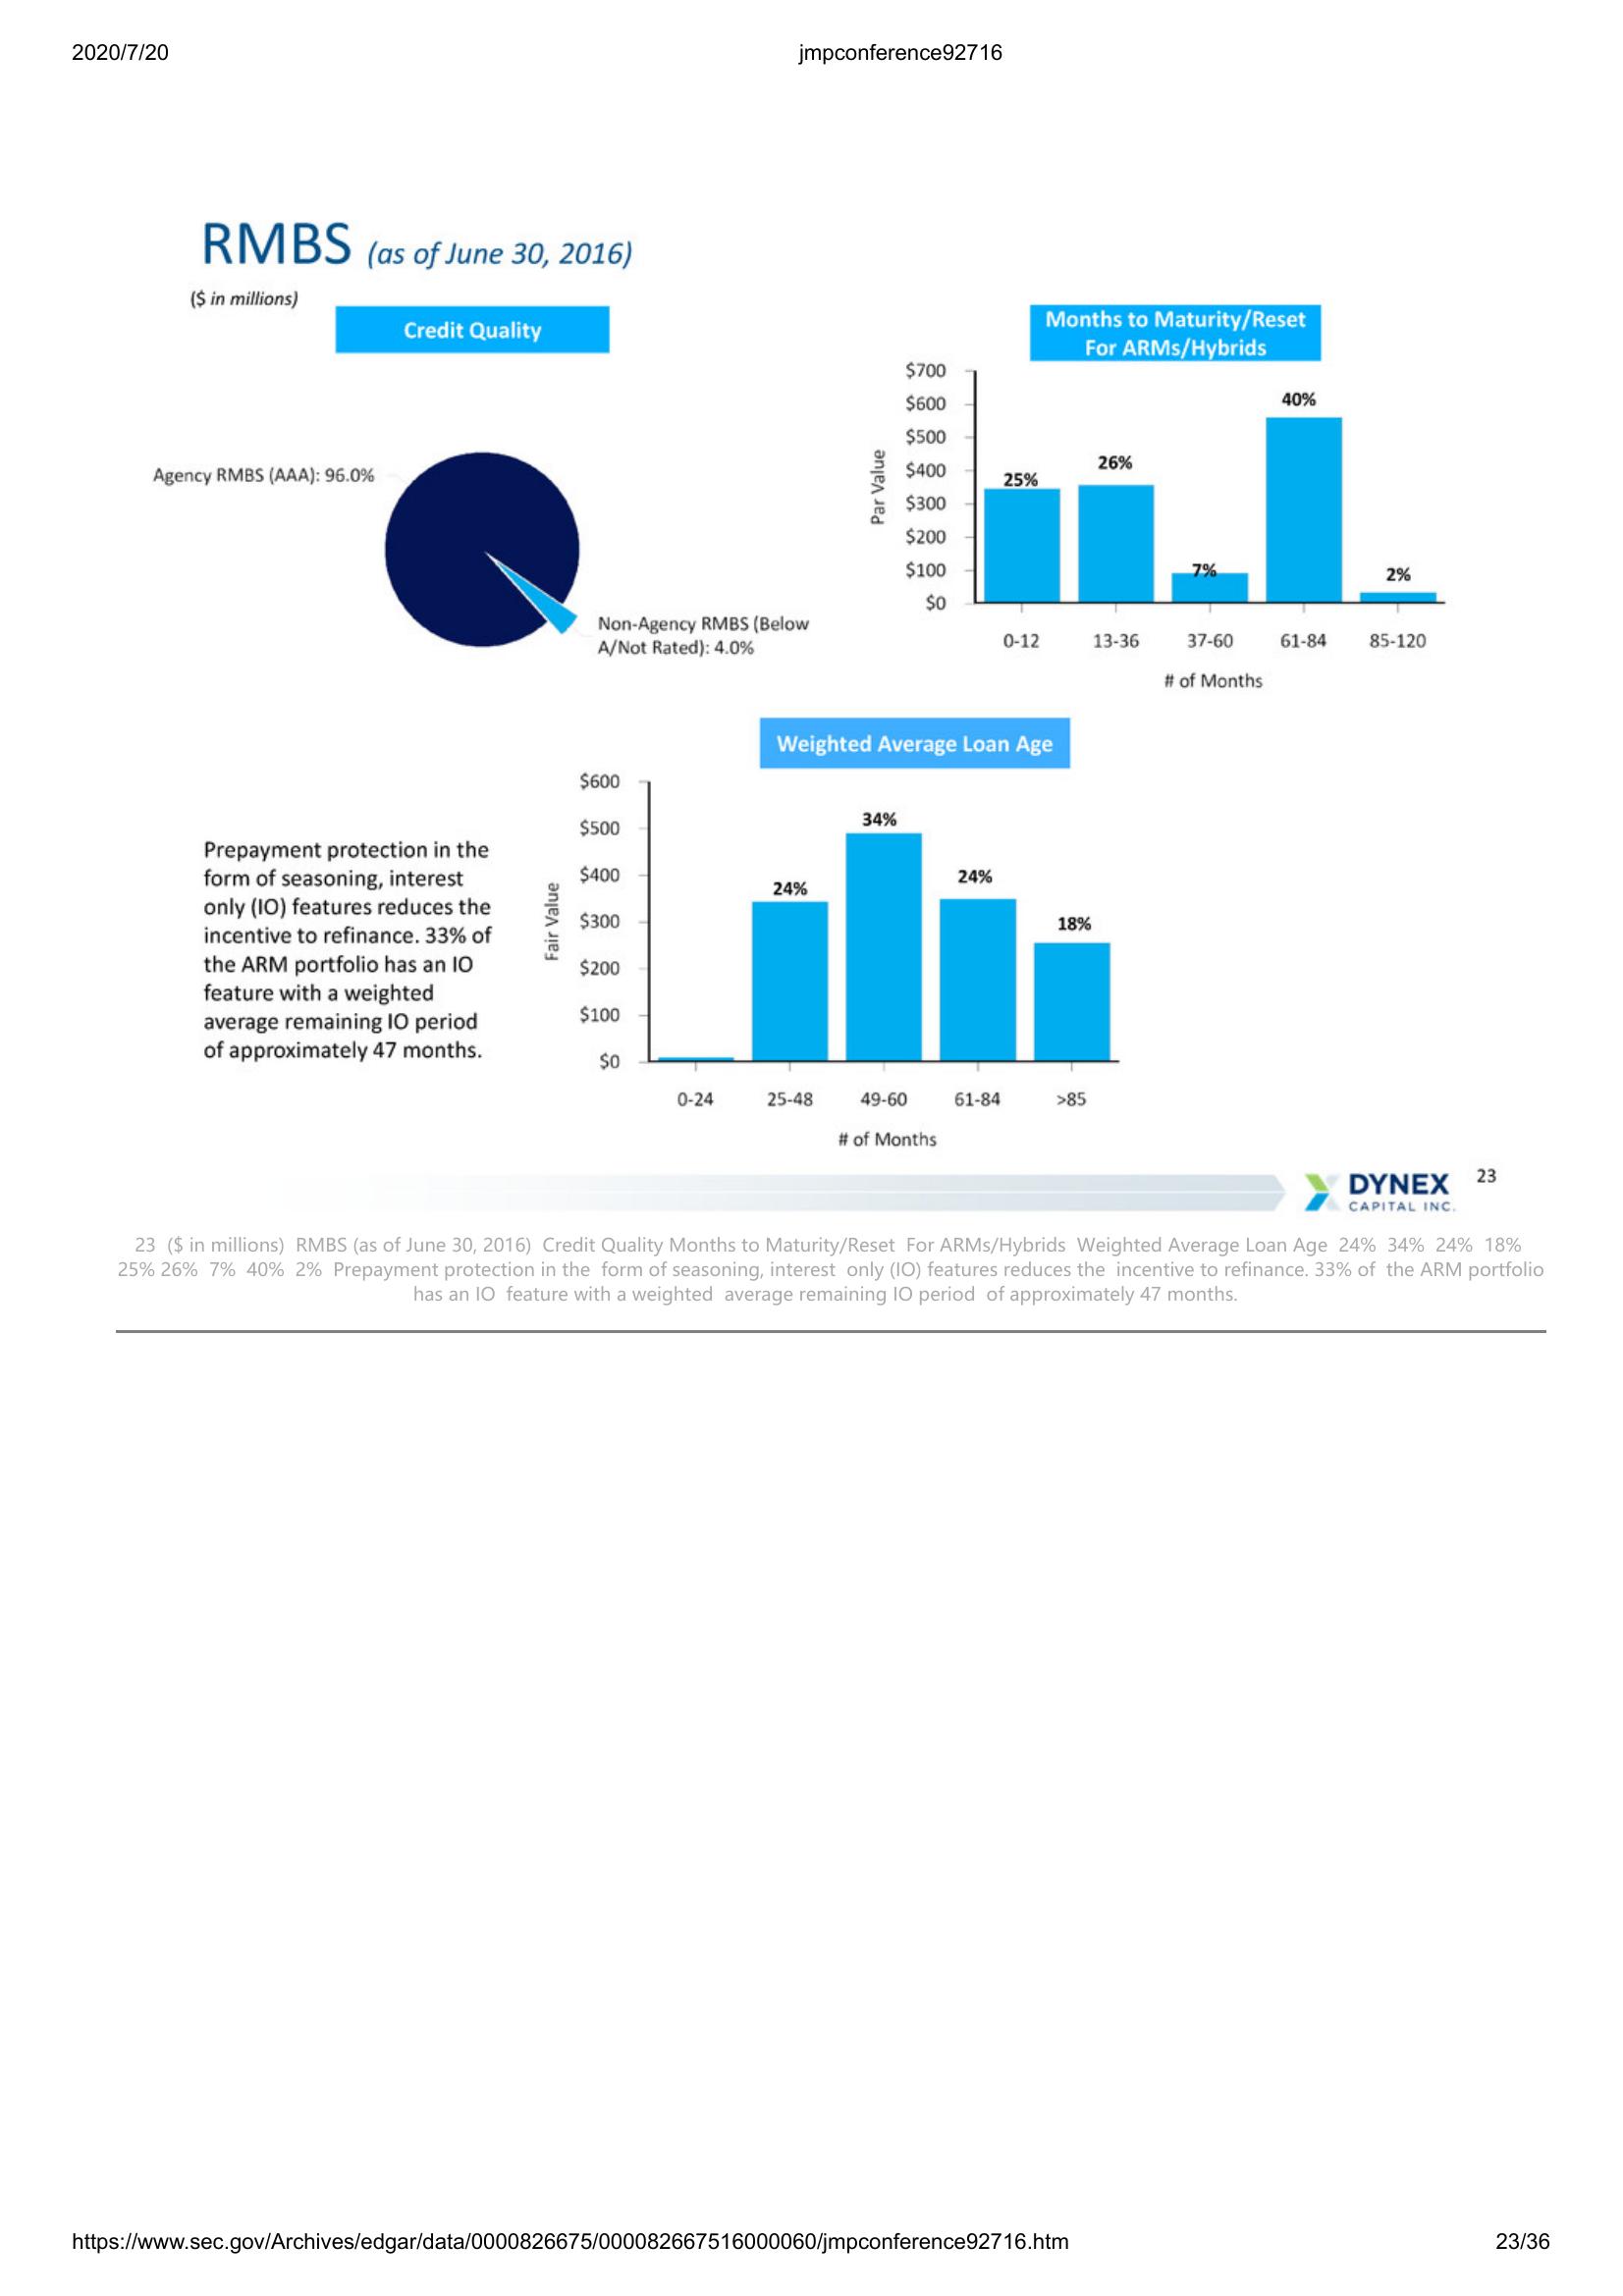 2020/7/20
jmpconference92716
RMBS (as of June 30, 2016)
($ in millions)
Credit Quality
Agency RMBS (AAA): 96.0%
Non-Agency RMBS (Below
A/Not Rated): 4.0%
Months to Maturity/Reset
For ARMs/Hybrids
$700
$600
$500
$400
$300
$200
$100
$0
Par Value
25%
26%
7%
40%
2%
0-12
13-36
37-60
61-84
85-120
# of Months
Weighted Average Loan Age
Prepayment protection in the
form of seasoning, interest
only (IO) features reduces the
incentive to refinance. 33% of
the ARM portfolio has an IO
feature with a weighted
average remaining IO period
of approximately 47 months.
$600
$500
$400
$300
$200
$100
$0
Fair Value
24%
34%
24%
18%
0-24
25-48
49-60
61-84
>85
# of Months
DYNEX
CAPITAL INC.
23
23 ($ in millions) RMBS (as of June 30, 2016) Credit Quality Months to Maturity/Reset For ARMs/Hybrids Weighted Average Loan Age 24% 34% 24% 18%
25% 26% 7% 40% 2% Prepayment protection in the form of seasoning, interest only (IO) features reduces the incentive to refinance. 33% of the ARM portfolio
has an IO feature with a weighted average remaining IO period of approximately 47 months.
https://www.sec.gov/Archives/edgar/data/0000826675/000082667516000060/jmpconference92716.htm
23/36